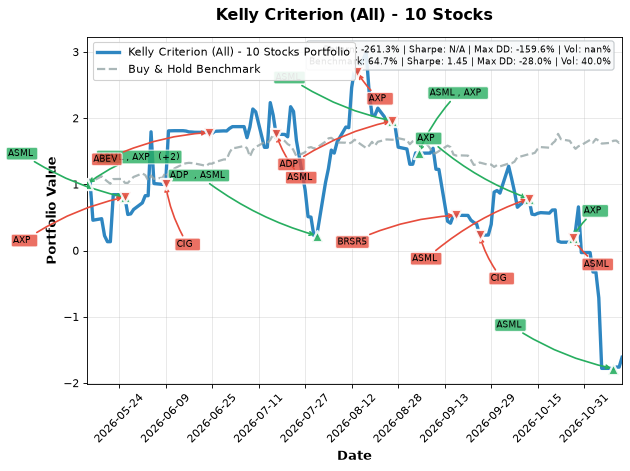 Kelly Criterion (All) - 10 Stocks
Kelly Criterion (All) - 10 Stocks Portfolio
Buy & Hold Benchmark
: -261.3% | Sharpe: N/A | Max DD: -159.6% | Vol: nan%
Benchmark: 64.7% | Sharpe: 1.45 | Max DD: -28.0% | Vol: 40.0%
Portfolio Value
3
2
1
0
−1
−2
ASML
ABEV
, AXP (+2)
AXP
CIG
ADP , ASML
ADP
ASML
AXP
ASML , AXP
AXP
BRSR5
ASML
CIG
AXP
ASML
ASML
2026-05-24
2026-06-09
2026-06-25
2026-07-11
2026-07-27
2026-08-12
2026-08-28
2026-09-13
2026-09-29
2026-10-15
2026-10-31
Date